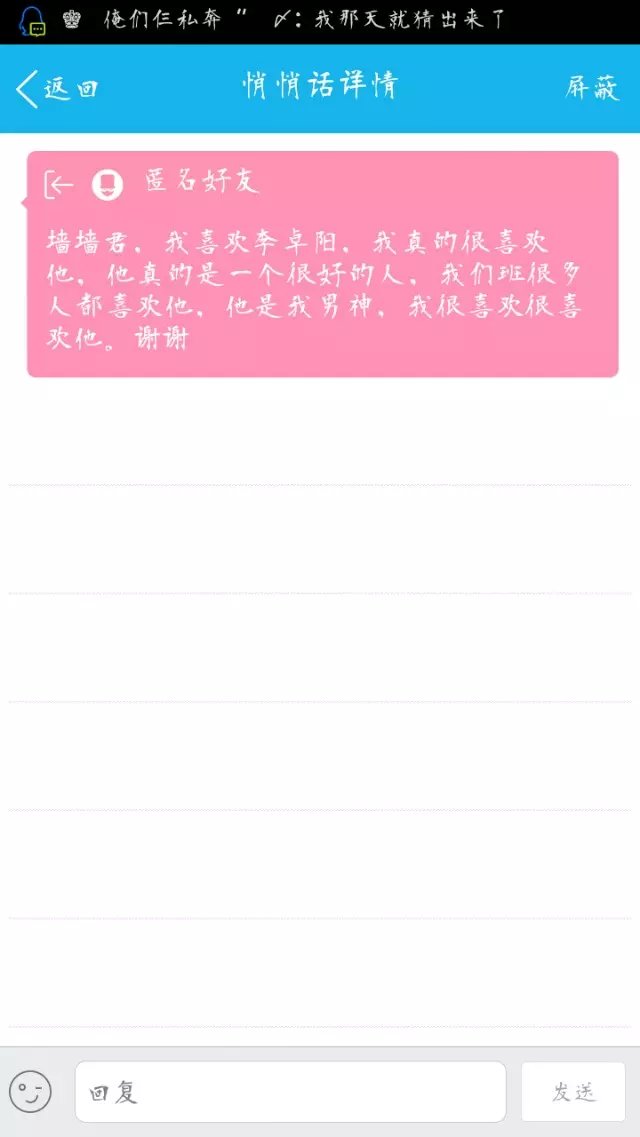 俺们仨私奔 " 〆: 我那天就猜出来了
返回 悄悄话详情 屏蔽
匿名好友
墙墙君，我喜欢李卓阳，我真的很喜欢
他，他真的是一个很好的人，我们班很多
人都喜欢他，他是我男神，我很喜欢很喜
欢他。谢谢
回复 发送